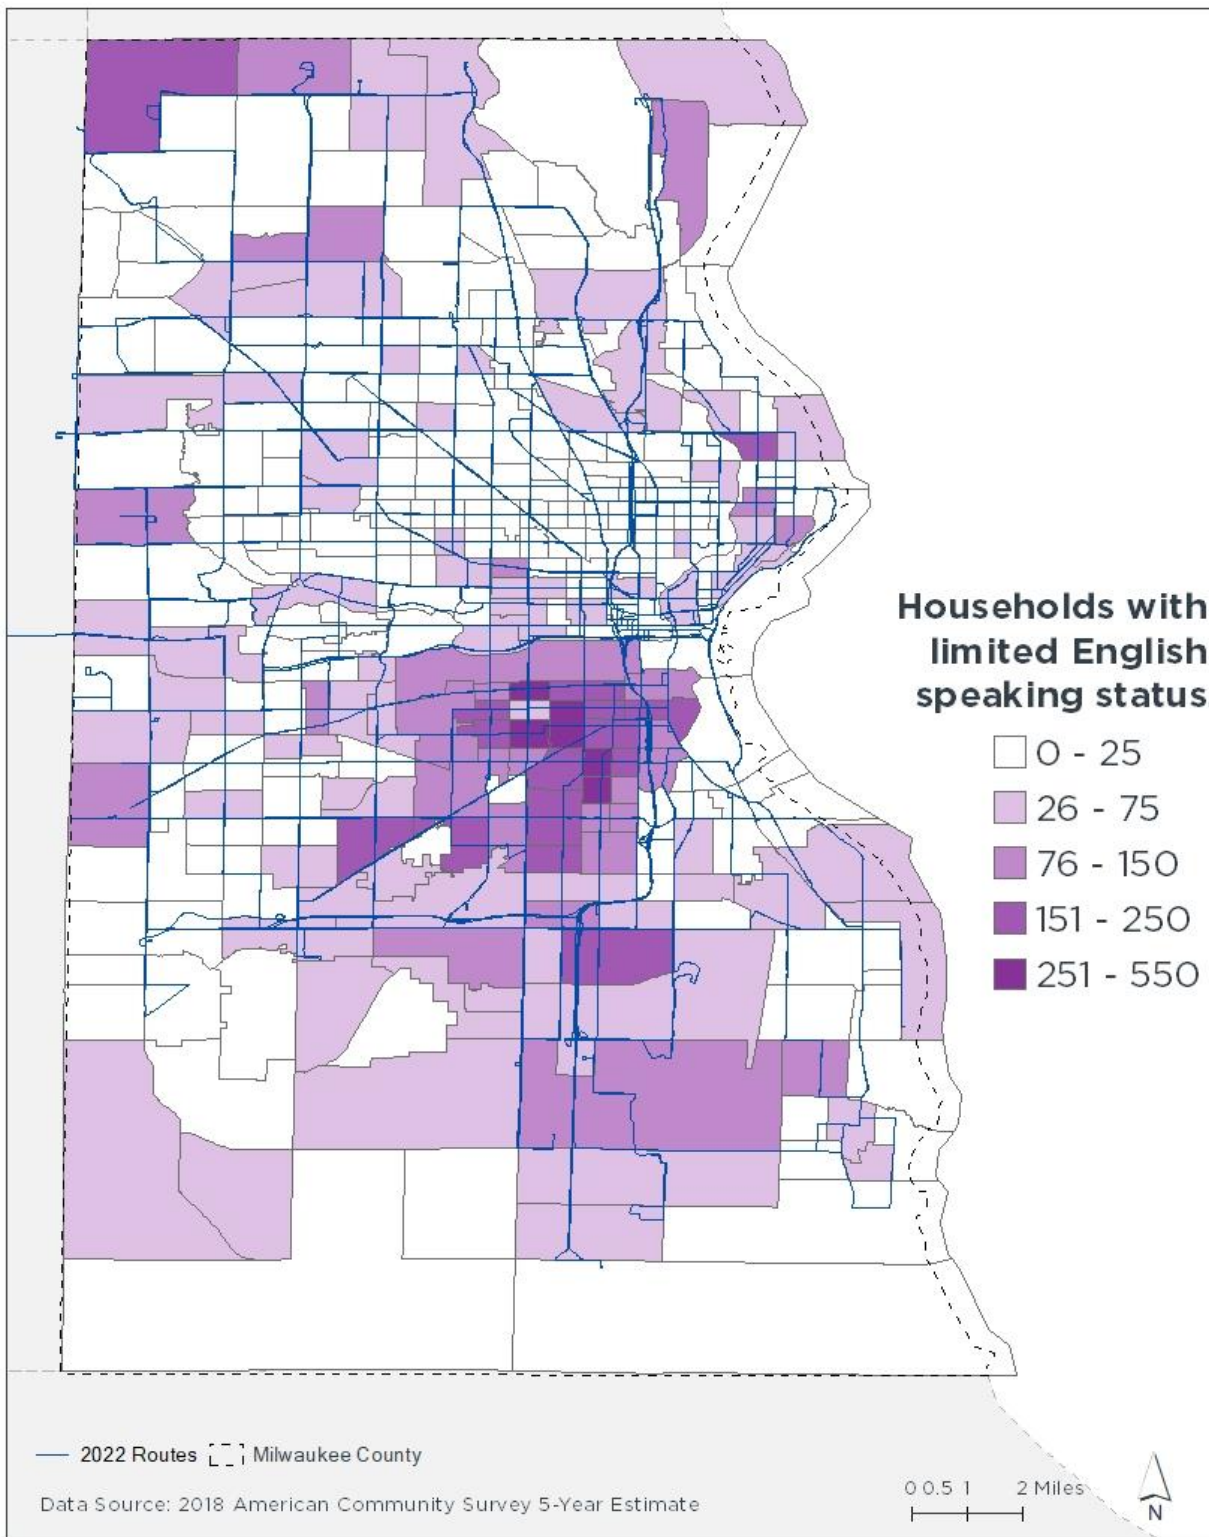 Households with
limited English
speaking status
0 - 25
26 - 75
76 - 150
151 - 250
251 - 550
2022 Routes Milwaukee County
Data Source: 2018 American Community Survey 5-Year Estimate
0 0.5 1 2 Miles
N